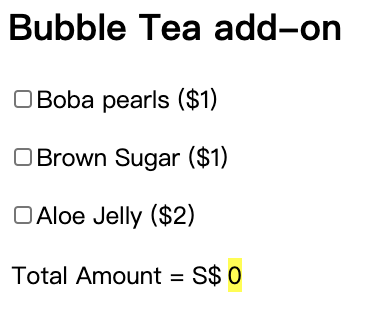 Bubble Tea add-on
Boba pearls ($1)
Brown Sugar ($1)
Aloe Jelly ($2)
Total Amount = S$ 0